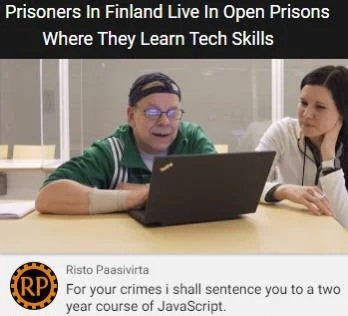 Prisoners In Finland Live In Open Prisons
Where They Learn Tech Skills
RP
Risto Paasivirta
For your crimes i shall sentence you to a two
year course of JavaScript.